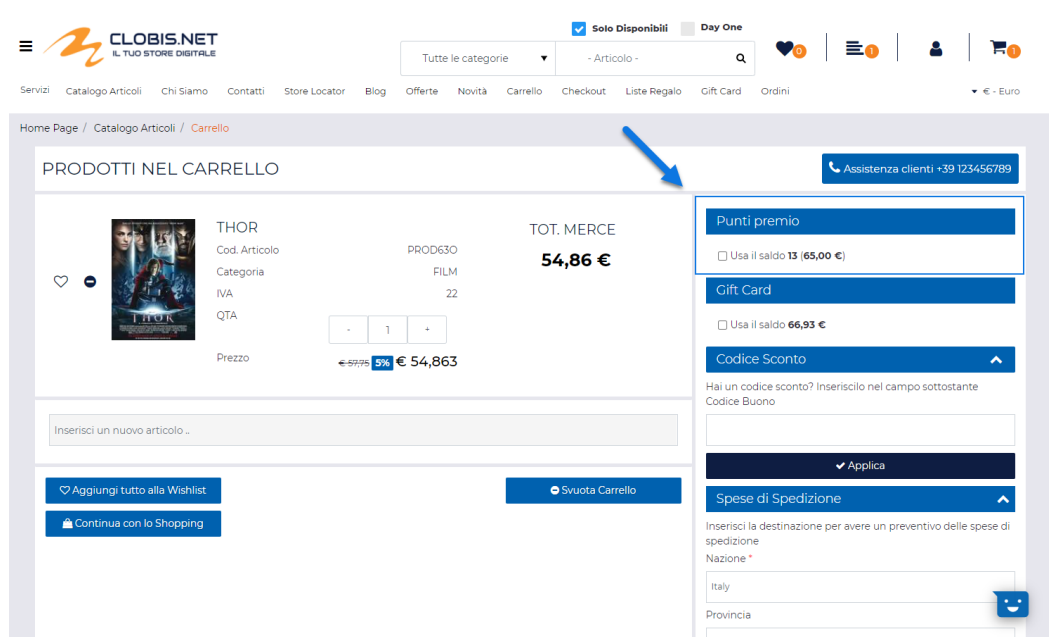 CLOBIS.NET
IL TUO STORE DIGITALE
Solo Disponibili Day One
Tutte le categorie - Articolo -
0 1 1
Servizi Catalogo Articoli Chi Siamo Contatti Store Locator Blog Offerte Novità Carrello Checkout Liste Regalo Gift Card Ordini € - Euro
Home Page / Catalogo Articoli / Carrello
PRODOTTI NEL CARRELLO
Assistenza clienti +39 123456789
THOR
Cod. Articolo PROD630
Categoria FILM
IVA 22
QTA - 1 +
Prezzo € 57,75 5% € 54,863
THOR
TOT. MERCE
54,86 €
Inserisci un nuovo articolo ..
Aggiungi tutto alla Wishlist
Svuota Carrello
Continua con lo Shopping
Punti premio
Usa il saldo 13 (65,00 €)
Gift Card
Usa il saldo 66,93 €
Codice Sconto
Hai un codice sconto? Inseriscilo nel campo sottostante
Codice Buono
Applica
Spese di Spedizione
Inserisci la destinazione per avere un preventivo delle spese di
spedizione
Nazione *
Italy
Provincia